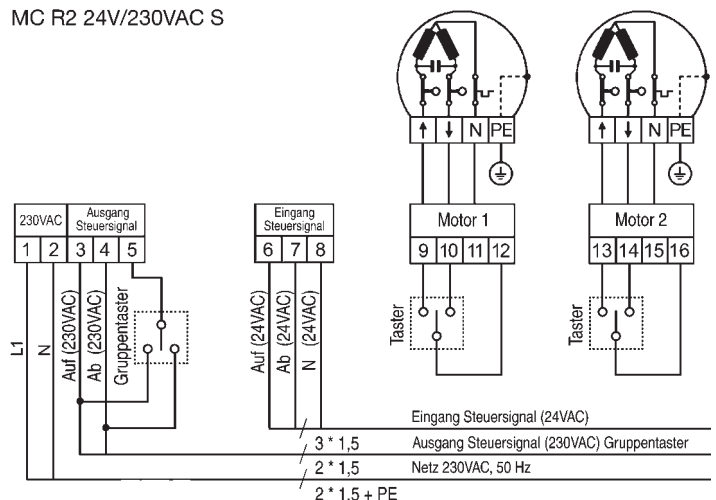 MC R2 24V/230VAC S
↑ ↓ N PE
↑ ↓ N PE
230VAC
Ausgang
Steuersignal
1 2 3 4 5
Eingang
Steuersignal
6 7 8
Motor 1
9 10 11 12
Motor 2
13 14 15 16
L1
N
Auf (230VAC)
Ab (230VAC)
Gruppentaster
Auf (24VAC)
Ab (24VAC)
N (24VAC)
Taster
Taster
Eingang Steuersignal (24VAC)
3 * 1,5 Ausgang Steuersignal (230VAC) Gruppentaster
2 * 1,5 Netz 230VAC, 50 Hz
2 * 1,5 + PE